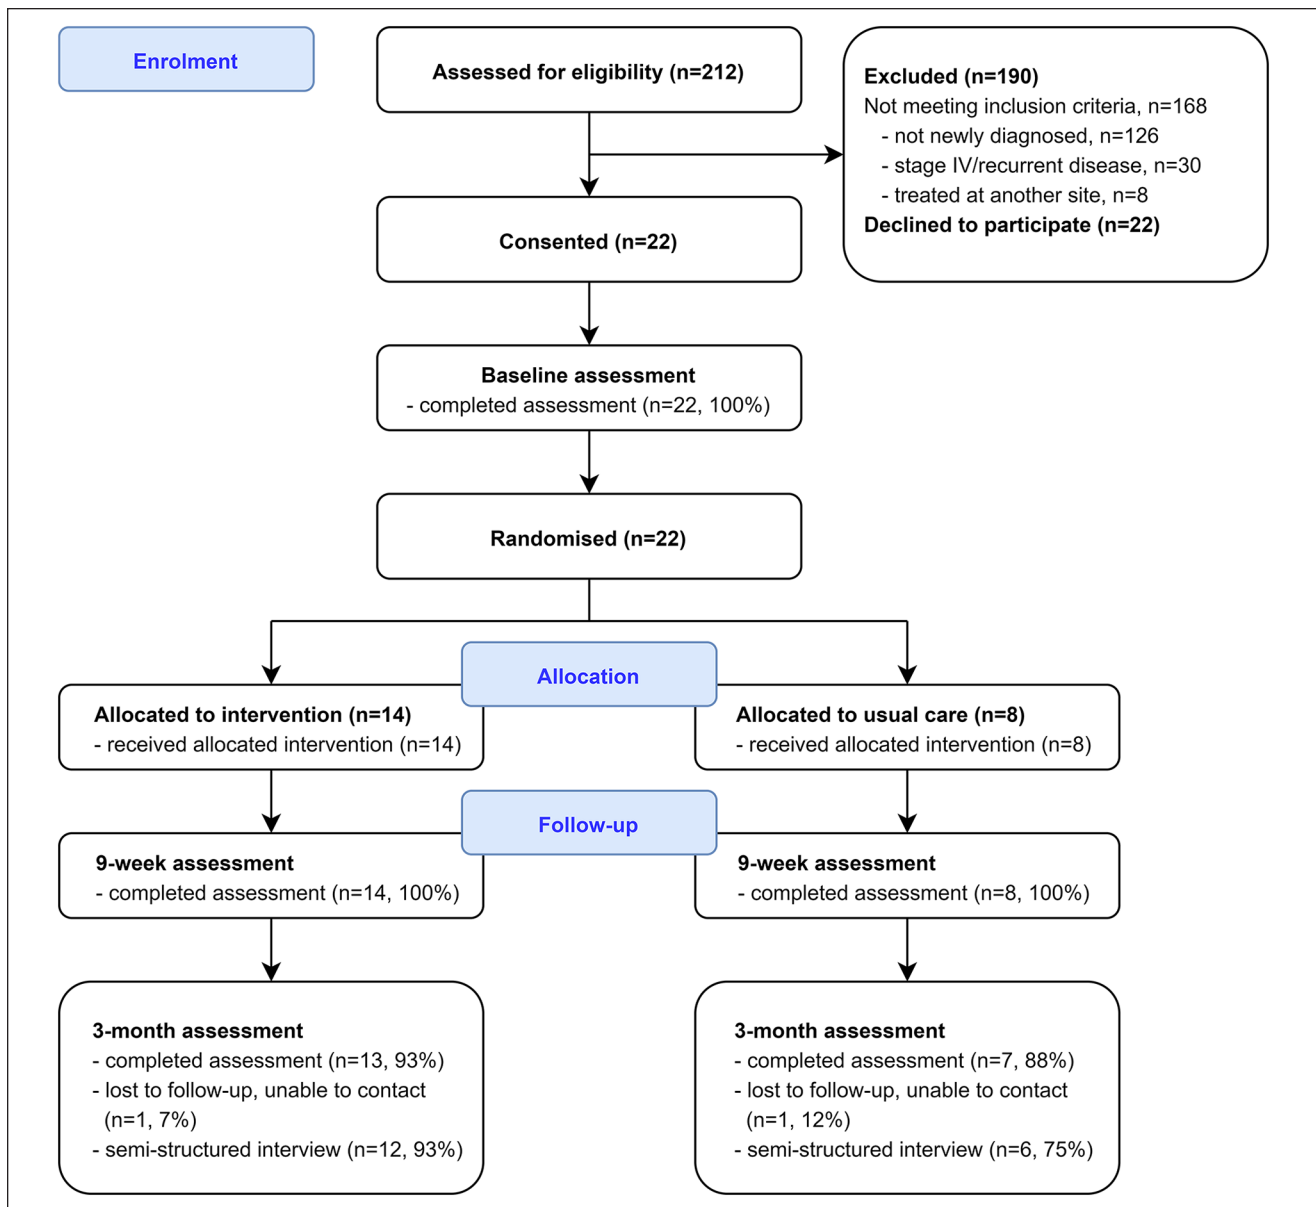 Enrolment
Assessed for eligibility (n=212)
Excluded (n=190)
Not meeting inclusion criteria, n=168
- not newly diagnosed, n=126
- stage IV/recurrent disease, n=30
- treated at another site, n=8
Declined to participate (n=22)
Consented (n=22)
Baseline assessment
- completed assessment (n=22, 100%)
Randomised (n=22)
Allocation
Allocated to intervention (n=14)
- received allocated intervention (n=14)
Allocated to usual care (n=8)
- received allocated intervention (n=8)
Follow-up
9-week assessment
- completed assessment (n=14, 100%)
9-week assessment
- completed assessment (n=8, 100%)
3-month assessment
- completed assessment (n=13, 93%)
- lost to follow-up, unable to contact
(n=1, 7%)
- semi-structured interview (n=12, 93%)
3-month assessment
- completed assessment (n=7, 88%)
- lost to follow-up, unable to contact
(n=1, 12%)
- semi-structured interview (n=6, 75%)